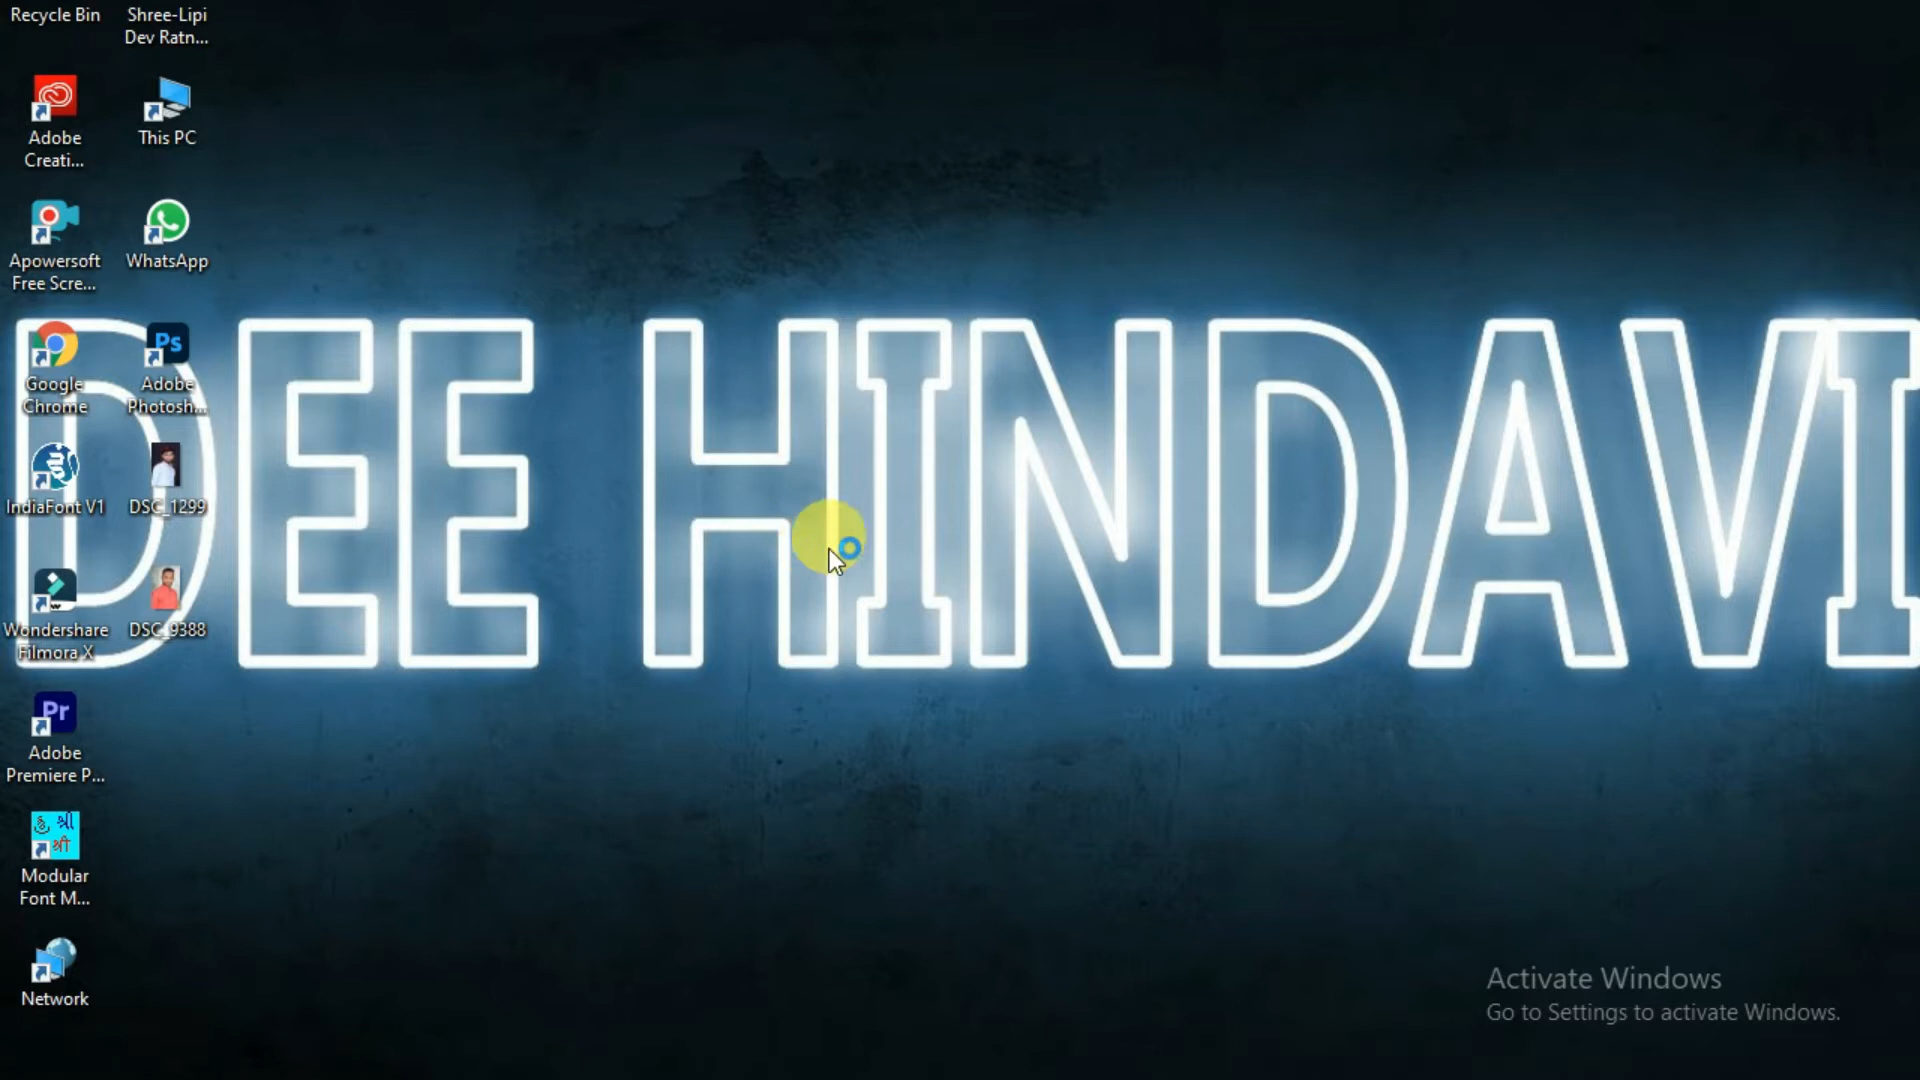 Recycle Bin
Shree-Lipi
Dev Ratn...
Adobe
Creati...
This PC
Apowersoft
Free Scre...
WhatsApp
Google
Chrome
Ps
Adobe
Photosh...
IndiaFont V1
DSC_1299
Wondershare
Filmora X
DSC_9388
Pr
Adobe
Premiere P...
श्री
श्री
Modular
Font M...
Network
DEE HINDAVI
Activate Windows
Go to Settings to activate Windows.